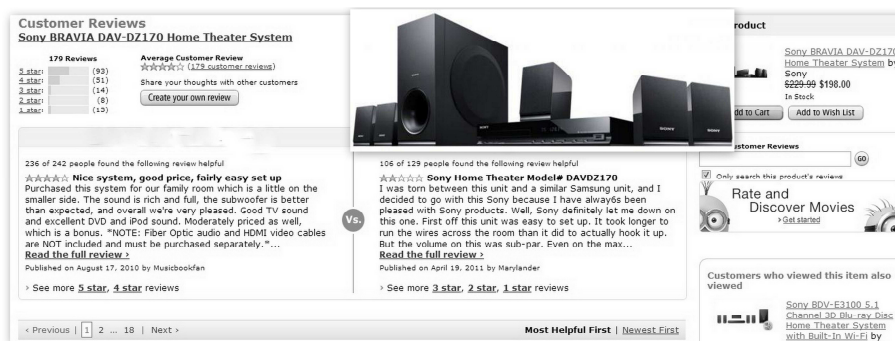 Customer Reviews
Sony BRAVIA DAV-DZ170 Home Theater System
179 Reviews
5 star: (93)
4 star: (51)
3 star: (14)
2 star: (8)
1 star: (13)
Average Customer Review
(179 customer reviews)
Share your thoughts with other customers
Create your own review
236 of 242 people found the following review helpful
Nice system, good price, fairly easy set up
Purchased this system for our family room which is a little on the
smaller side. The sound is rich and full, the subwoofer is better
than expected, and overall we're very pleased. Good TV sound
and excellent DVD and iPod sound. Moderately priced as well,
which is a bonus. *NOTE: Fiber Optic audio and HDMI video cables
are NOT included and must be purchased separately.*...
Read the full review ›
Published on August 17, 2010 by Musicbookfan
› See more 5 star, 4 star reviews
Vs.
106 of 129 people found the following review helpful
Sony Home Theater Model# DAVDZ170
I was torn between this unit and a similar Samsung unit, and I
decided to go with this Sony because I have alway6s been
pleased with Sony products. Well, Sony definitely let me down on
this one. First off this unit was easy to set up. It took longer to
run the wires across the room than it did to actually hook it up.
But the volume on this was sub-par. Even on the max...
Read the full review ›
Published on April 19, 2011 by Marylander
› See more 3 star, 2 star, 1 star reviews
‹ Previous | 1 2 ... 18 | Next ›
Most Helpful First | Newest First
SONY
SONY
SONY
roduct
Sony BRAVIA DAV-DZ170
Home Theater System by
Sony
$229.99 $198.00
In Stock
dd to Cart
Add to Wish List
ustomer Reviews
GO
Only search this product's reviews
Rate and
Discover Movies
› Get started
Customers who viewed this item also
viewed
Sony BDV-E3100 5.1
Channel 3D Blu-ray Disc
Home Theater System
with Built-In Wi-Fi by